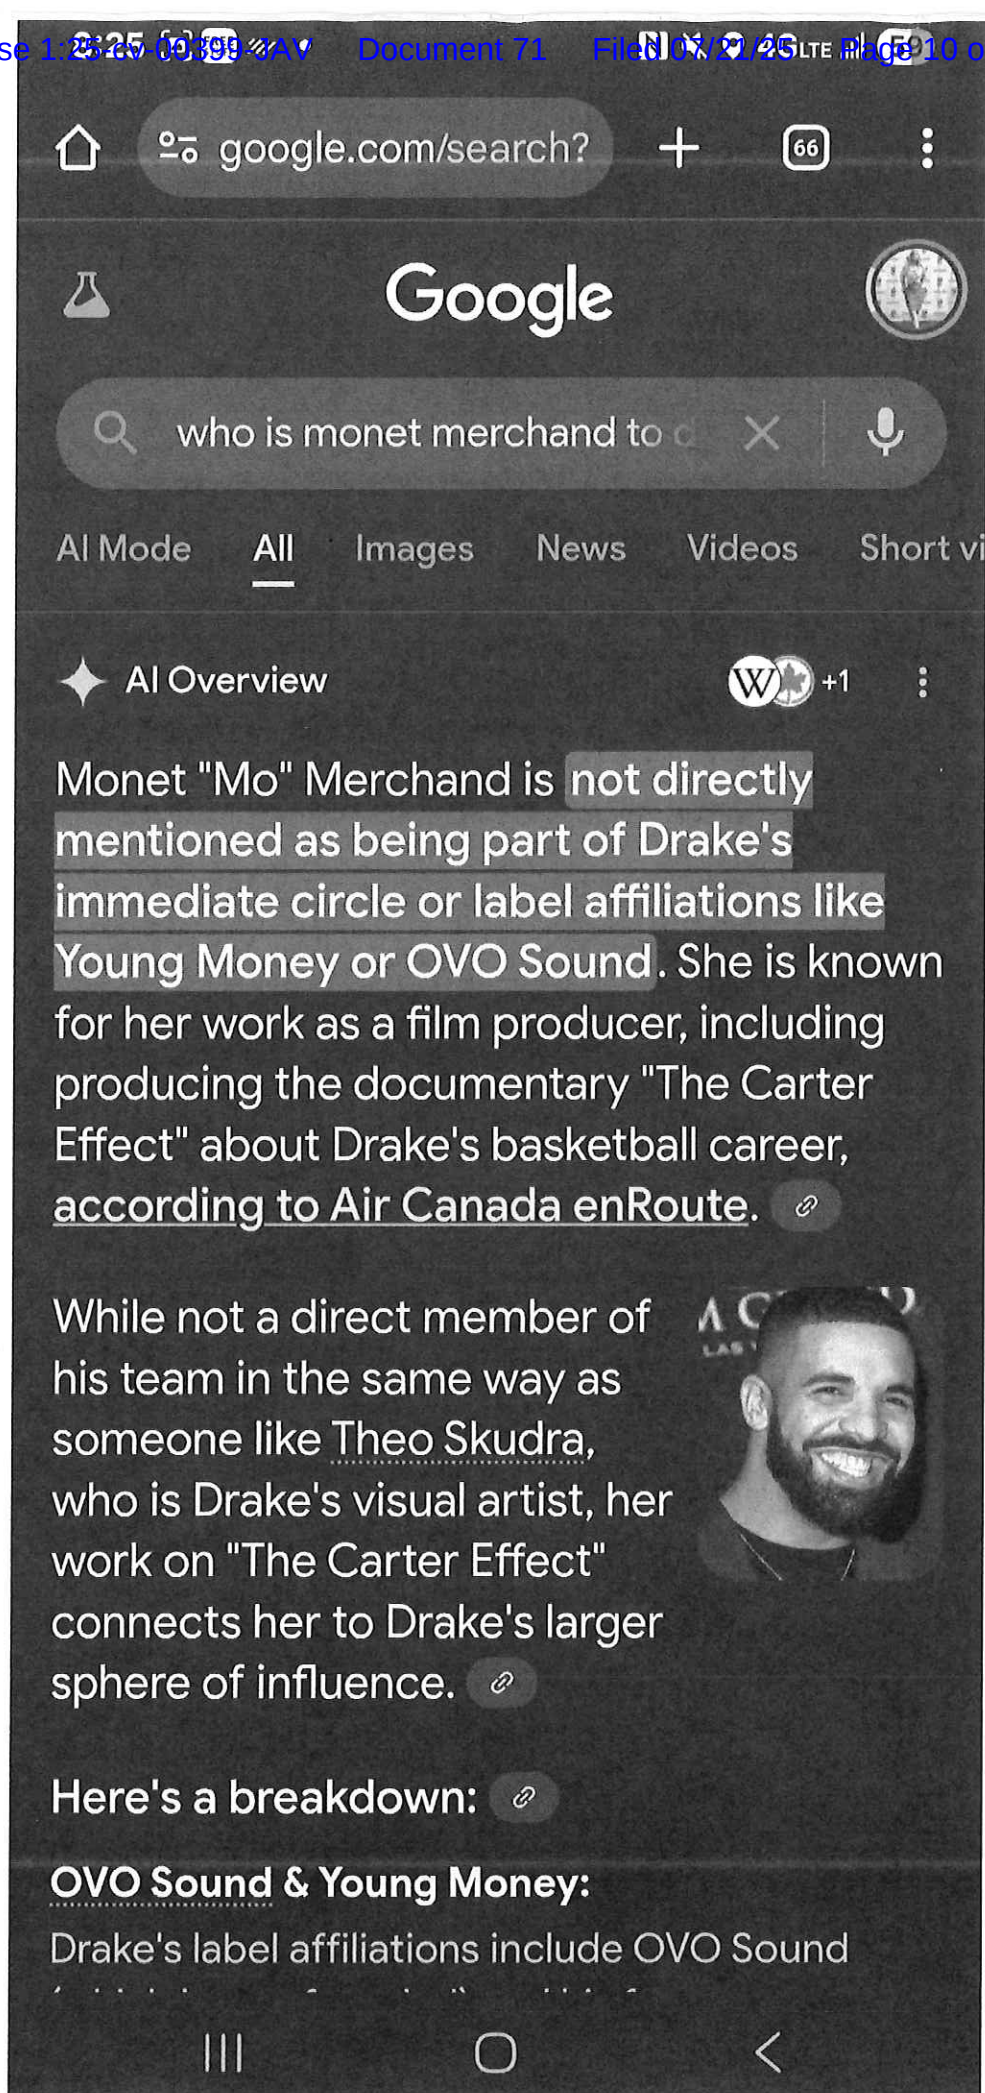 se 1:25-cv-00399-JAV Document 71 Filed 07/21/25 Page 10 o
google.com/search?
66
Google
who is monet merchand to d
AI Mode All Images News Videos Short vi
AI Overview
W +1
Monet "Mo" Merchand is not directly
mentioned as being part of Drake's
immediate circle or label affiliations like
Young Money or OVO Sound. She is known
for her work as a film producer, including
producing the documentary "The Carter
Effect" about Drake's basketball career,
according to Air Canada enRoute.
While not a direct member of
his team in the same way as
someone like Theo Skudra,
who is Drake's visual artist, her
work on "The Carter Effect"
connects her to Drake's larger
sphere of influence.
Here's a breakdown:
OVO Sound & Young Money:
Drake's label affiliations include OVO Sound